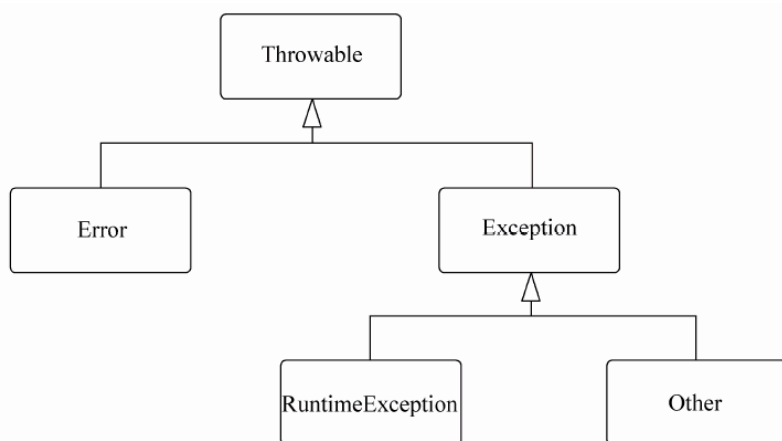 Throwable
Error
Exception
RuntimeException
Other